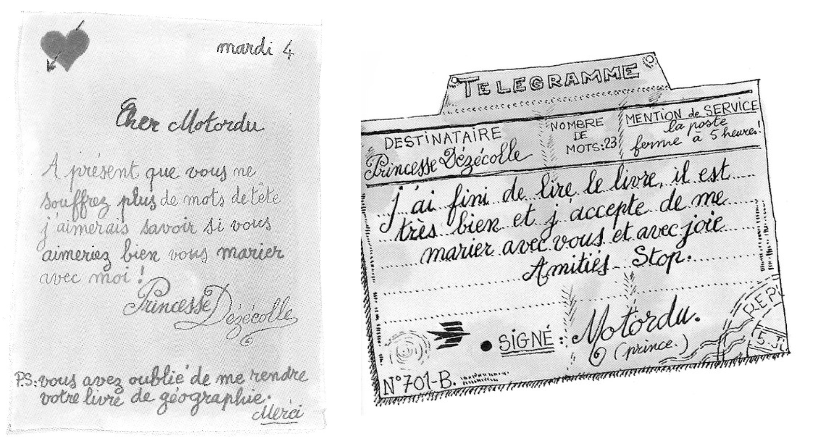 mardi 4
Cher Motordu
A présent que vous ne
souffrez plus de mots de tête
j'aimerais savoir si vous
aimeriez bien vous marier
avec moi !
Princesse Dézécolle
P.S: vous avez oublié de me rendre
votre livre de géographie.
Merci
TELEGRAMME
DESTINATAIRE
Princesse Dézécolle
NOMBRE
DE
MOTS:23
MENTION de SERVICE
la poste
ferme à 5 heures!
j'ai fini de lire le livre, il est
très bien et j'accepte de me
marier avec vous et avec joie
Amitiés Stop.
SIGNÉ: Motordu.
(prince.)
N°701-B.